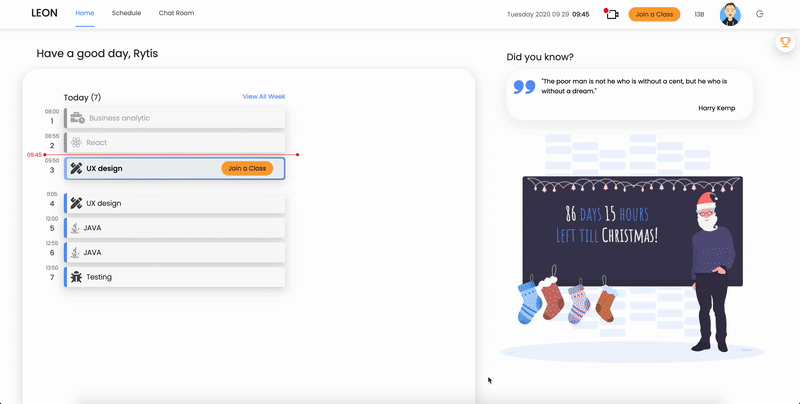 LEON
Home
Schedule
Chat Room
Tuesday 2020 09 29 09:45
Join a Class
13B
Have a good day, Rytis
Today (7)
View All Week
08:00
1
Business analytic
08:55
2
React
09:45
09:50
3
UX design
Join a Class
11:05
4
UX design
12:00
5
JAVA
12:55
6
JAVA
13:50
7
Testing
Did you know?
"The poor man is not he who is without a cent, but he who is
without a dream."
Harry Kemp
86 DAYS 15 HOURS
LEFT TILL CHRISTMAS!